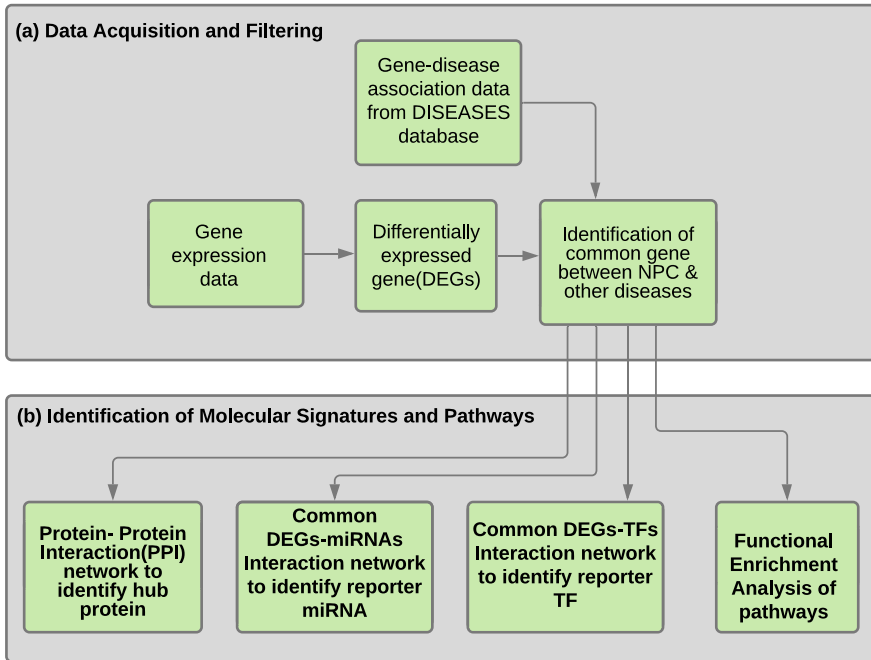 (a) Data Acquisition and Filtering
Gene-disease
association data
from DISEASES
database
Gene
expression
data
Differentially
expressed
gene(DEGs)
Identification of
common gene
between NPC &
other diseases
(b) Identification of Molecular Signatures and Pathways
Protein- Protein
Interaction(PPI)
network to
identify hub
protein
Common
DEGs-miRNAs
Interaction network
to identify reporter
miRNA
Common DEGs-TFs
Interaction network
to identify reporter
TF
Functional
Enrichment
Analysis of
pathways